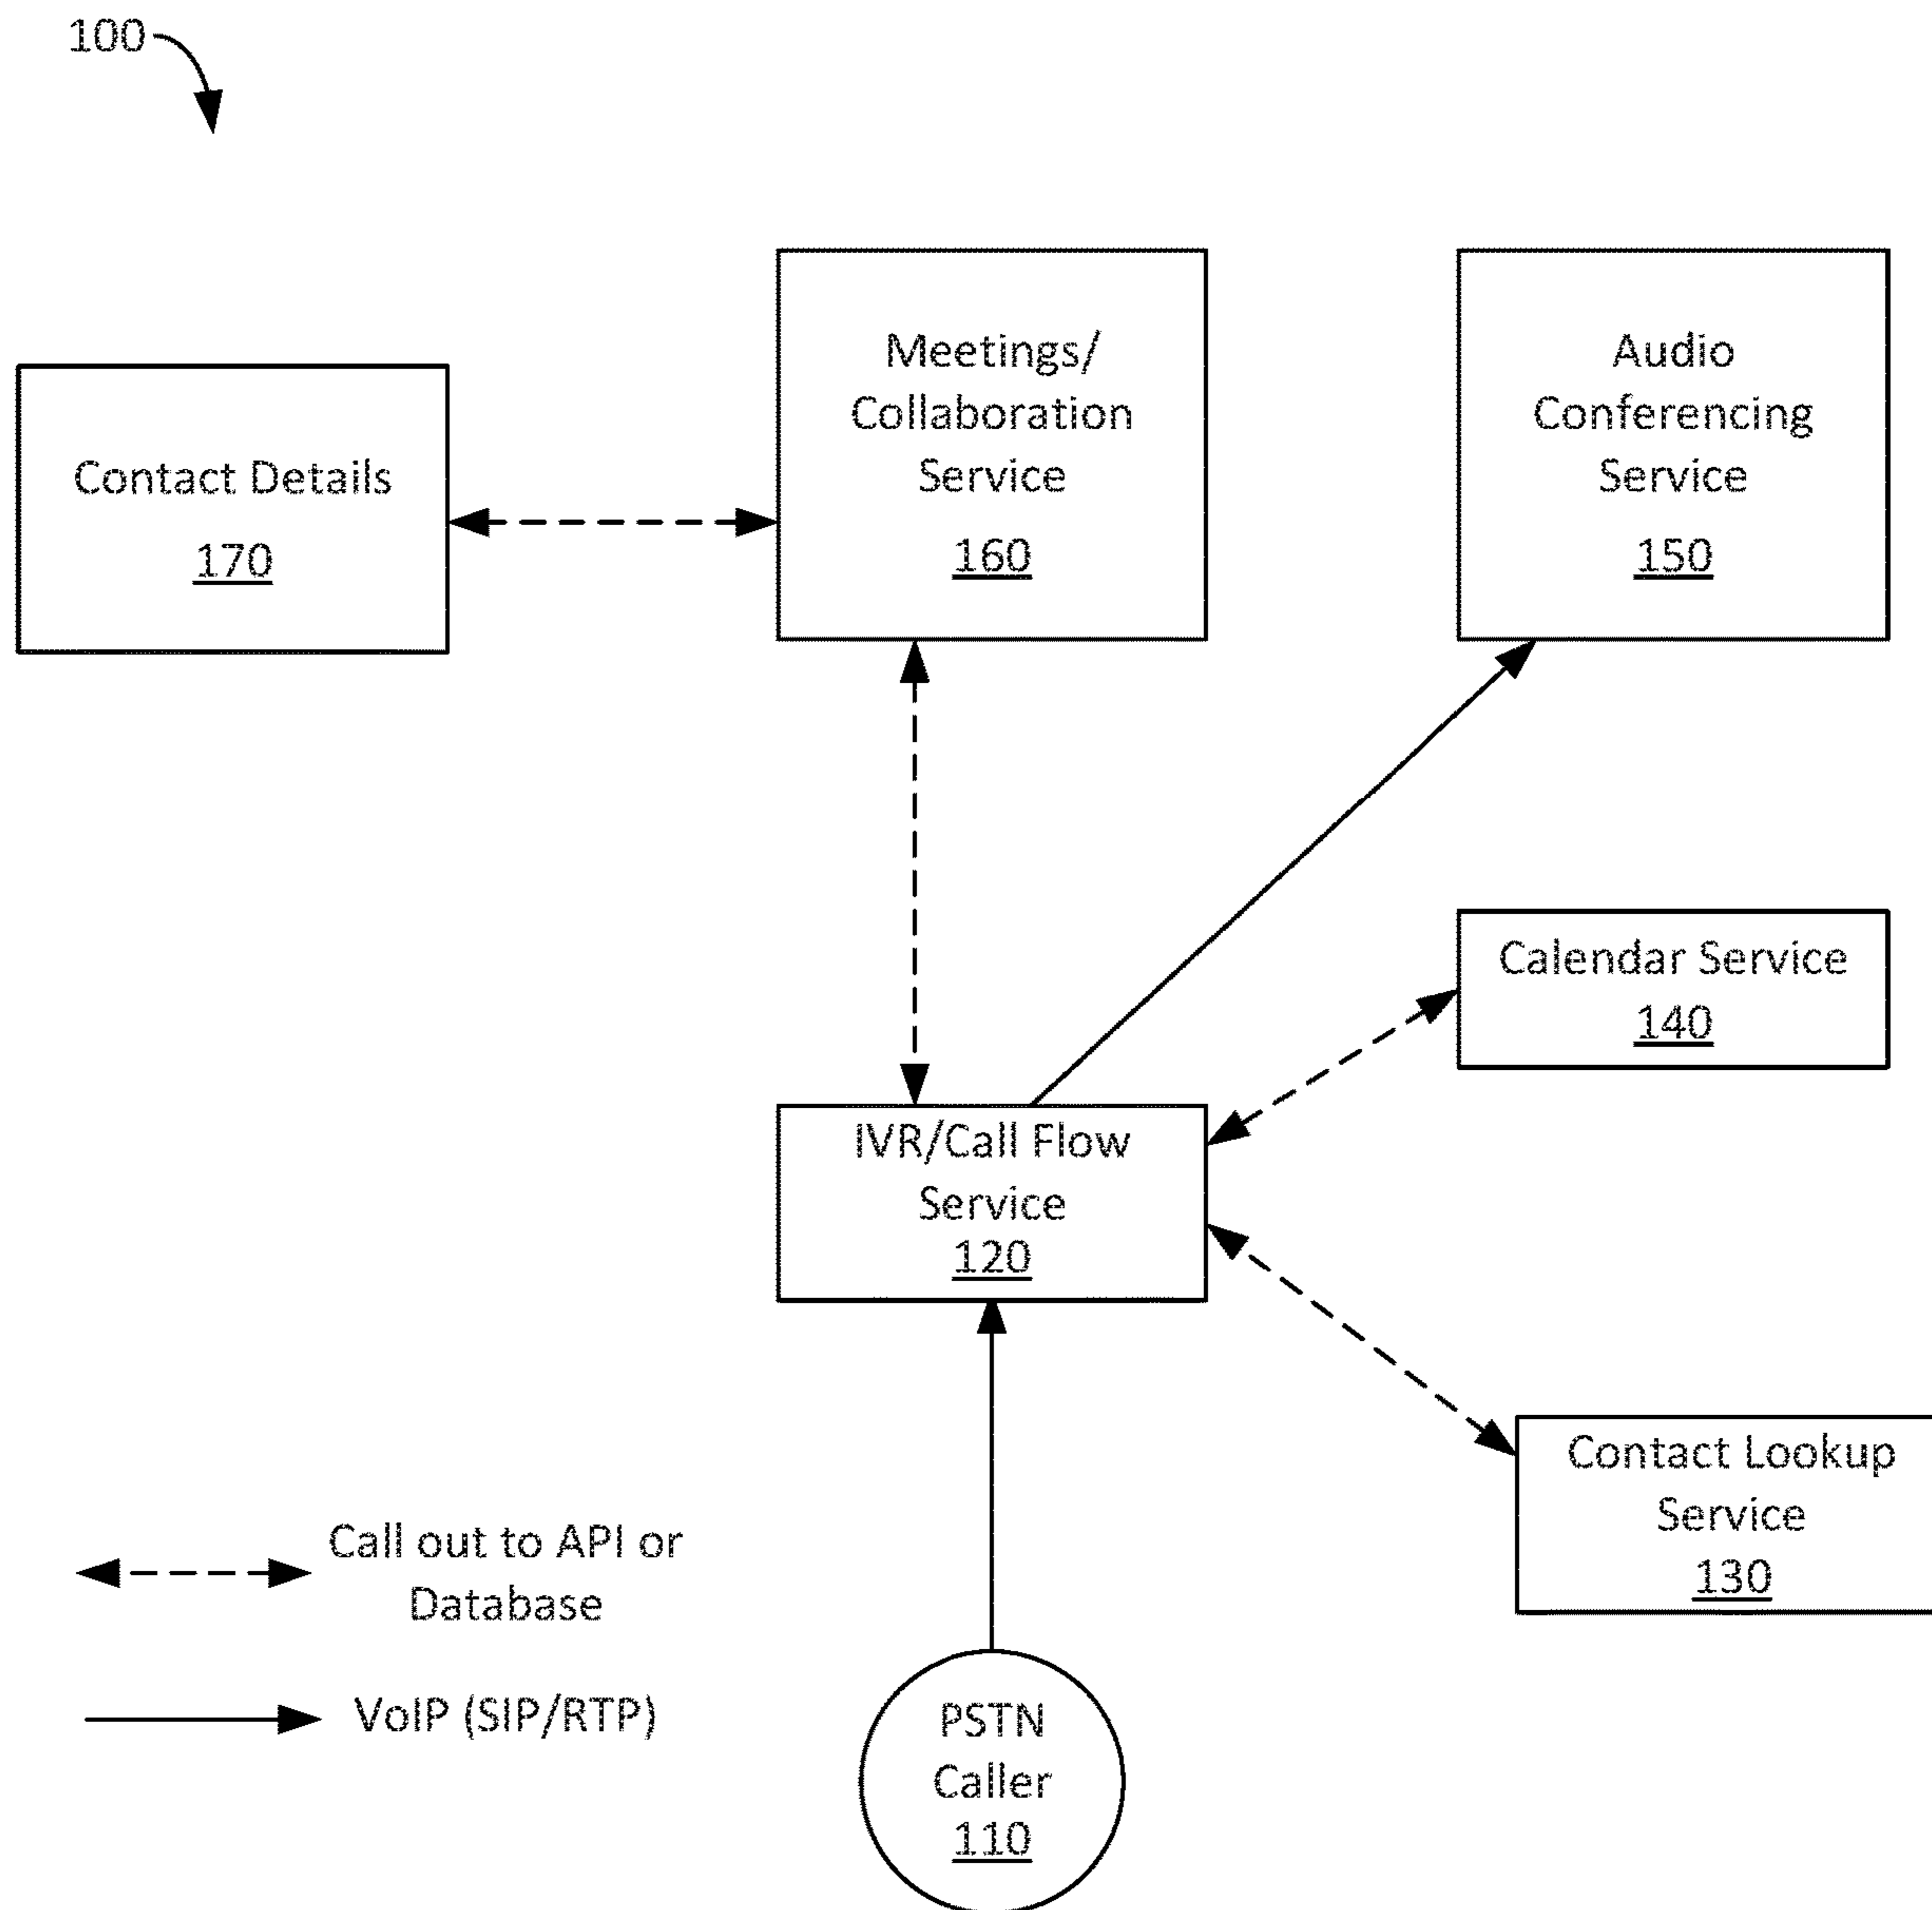 100
Meetings/
Collaboration
Service
160
Audio
Conferencing
Service
150
Contact Details
170
Calendar Service
140
IVR/Call Flow
Service
120
Contact Lookup
Service
130
Call out to API or
Database
VoIP (SIP/RTP)
PSTN
Caller
110